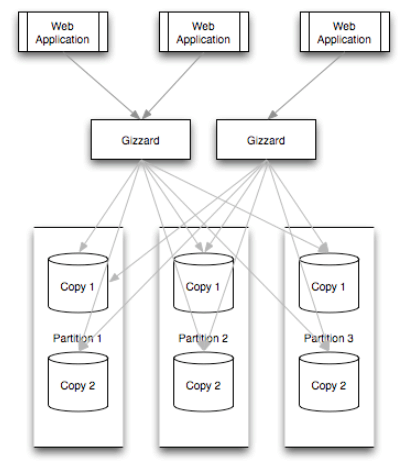 Web
Application
Web
Application
Web
Application
Gizzard
Gizzard
Copy 1
Copy 1
Copy 1
Partition 1
Partition 2
Partition 3
Copy 2
Copy 2
Copy 2